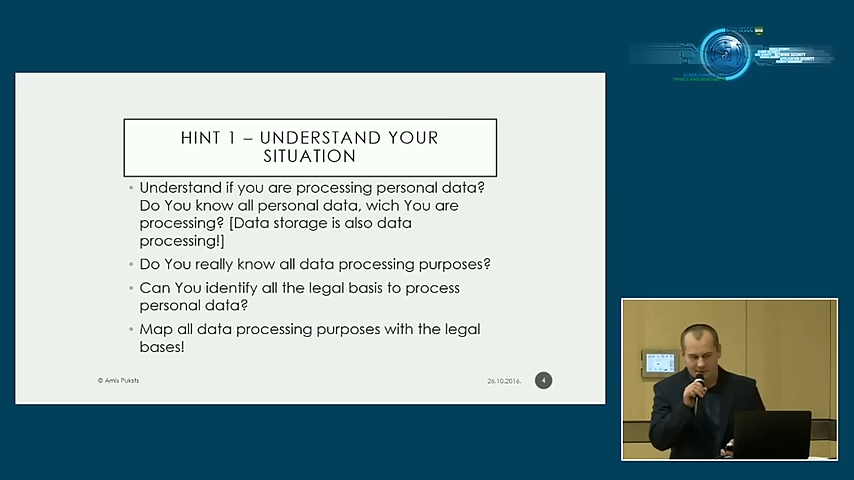 HINT 1 – UNDERSTAND YOUR
SITUATION
• Understand if you are processing personal data?
Do You know all personal data, wich You are
processing? [Data storage is also data
processing!]
• Do You really know all data processing purposes?
• Can You identify all the legal basis to process
personal data?
• Map all data processing purposes with the legal
bases!
© Arnis Puksts
26.10.2016.
4